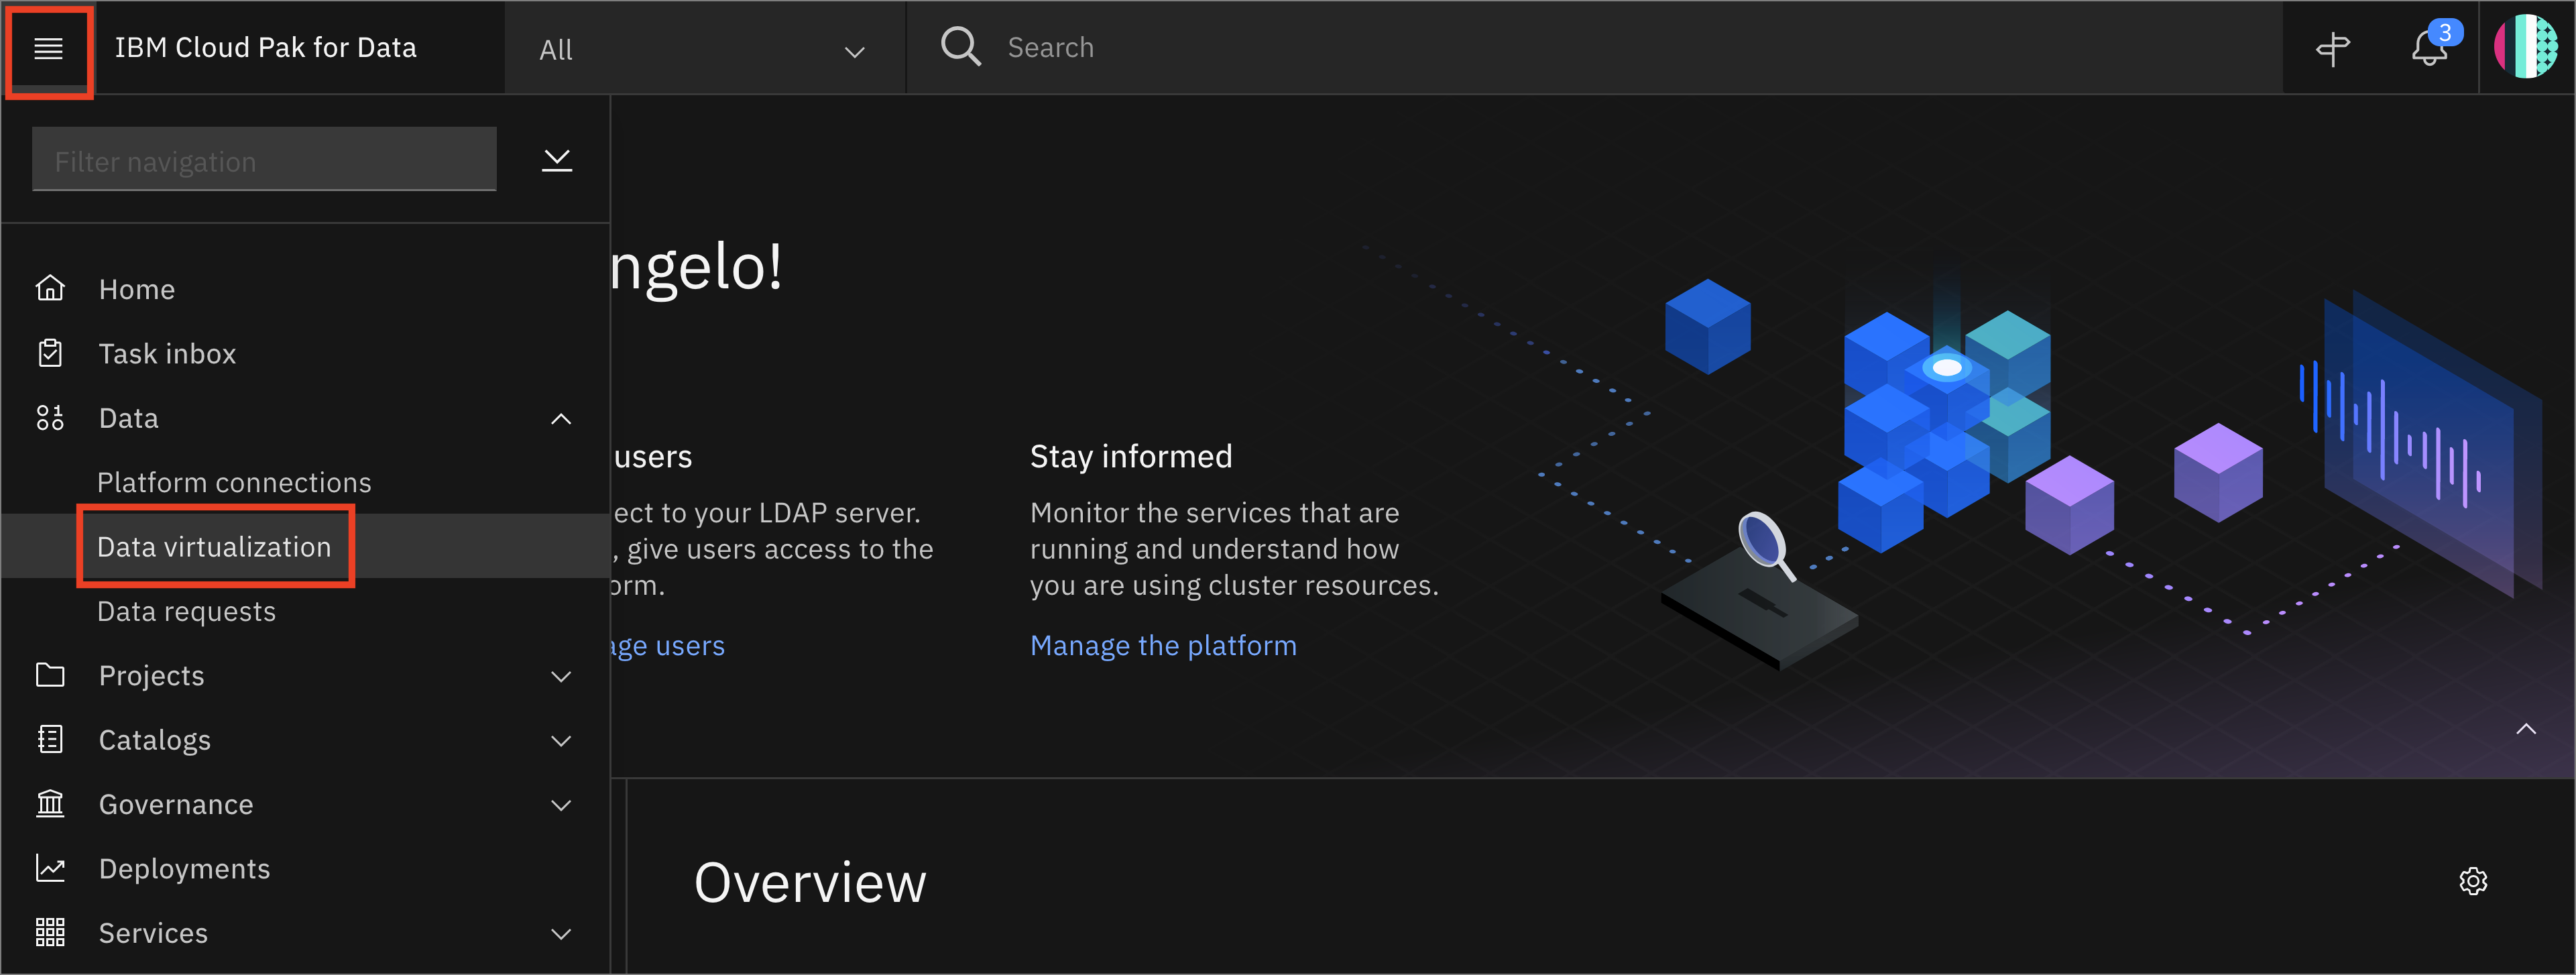 IBM Cloud Pak for Data
All
Search
3
Filter navigation
Home
Task inbox
Data
Platform connections
Data virtualization
Data requests
Projects
Catalogs
Governance
Deployments
Services
ngelo!
users
ect to your LDAP server.
, give users access to the
orm.
age users
Stay informed
Monitor the services that are
running and understand how
you are using cluster resources.
Manage the platform
Overview